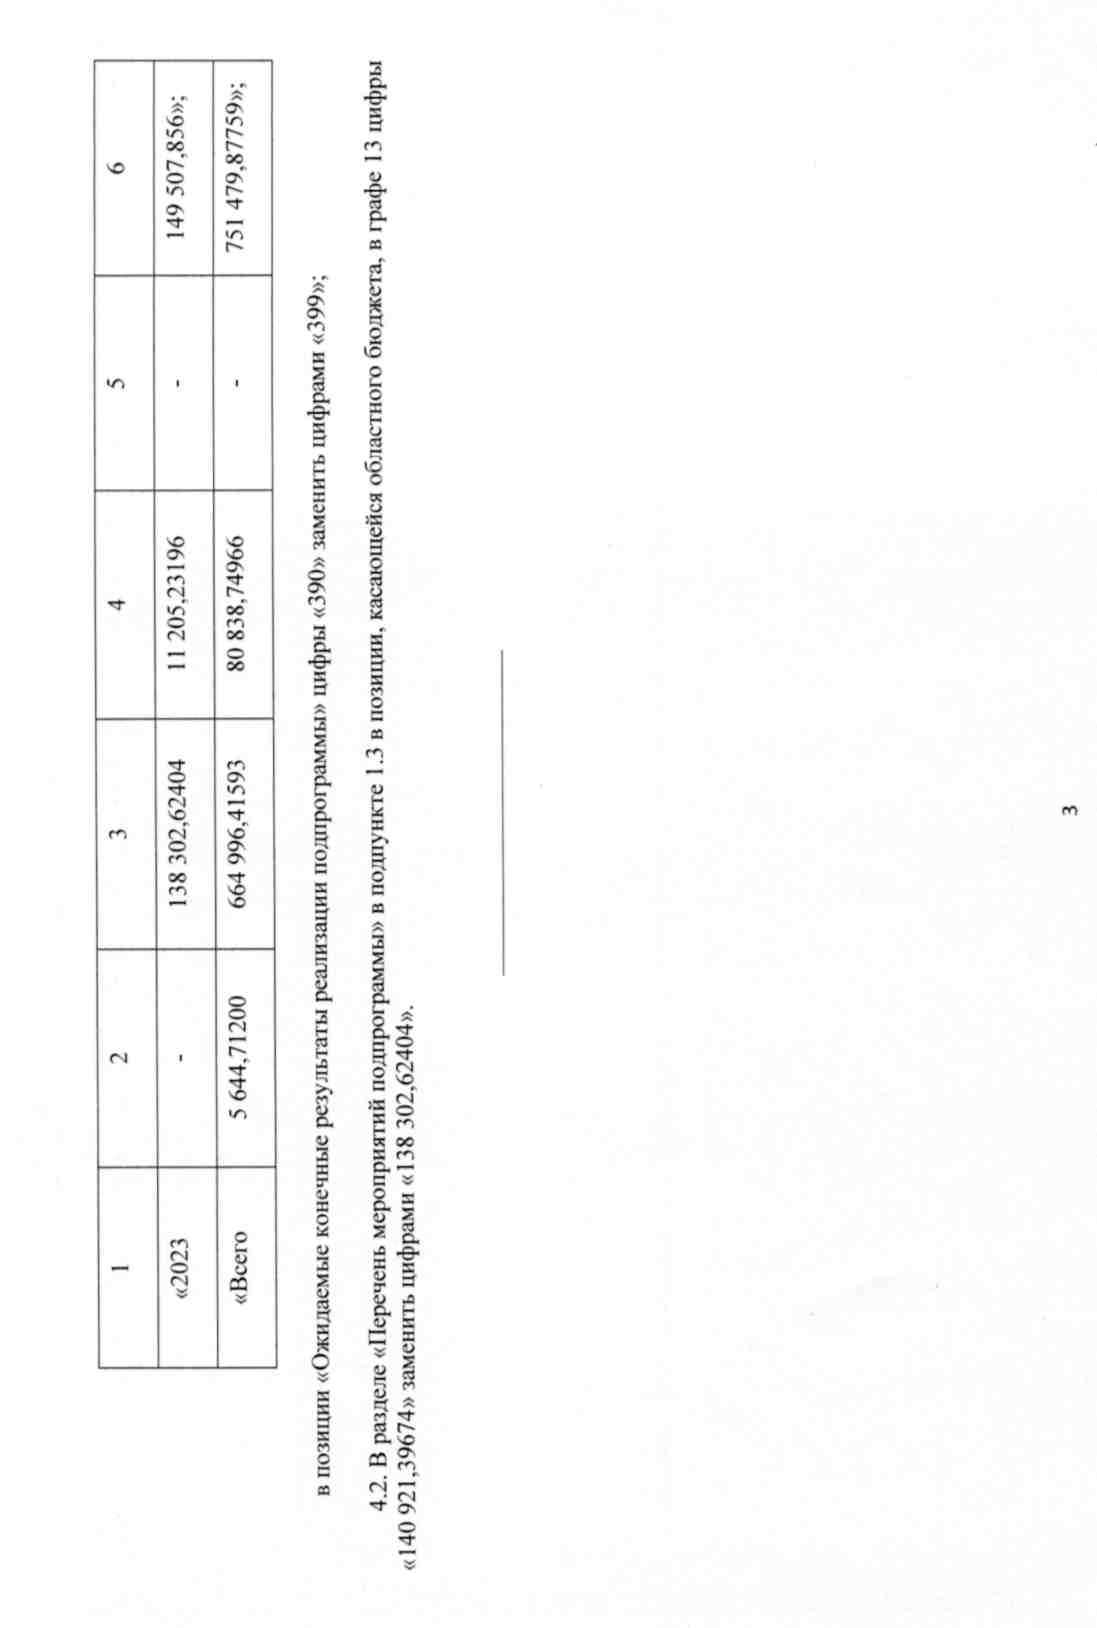 1 2 3 4 5 6
«2023 - 138 302,62404 11 205,23196 - 149 507,856»;
«Всего 5 644,71200 664 996,41593 80 838,74966 - 751 479,87759»;
в позиции «Ожидаемые конечные результаты реализации подпрограммы» цифры «390» заменить цифрами «399»;
4.2. В разделе «Перечень мероприятий подпрограммы» в подпункте 1.3 в позиции, касающейся областного бюджета, в графе 13 цифры
«140 921,39674» заменить цифрами «138 302,62404».
3